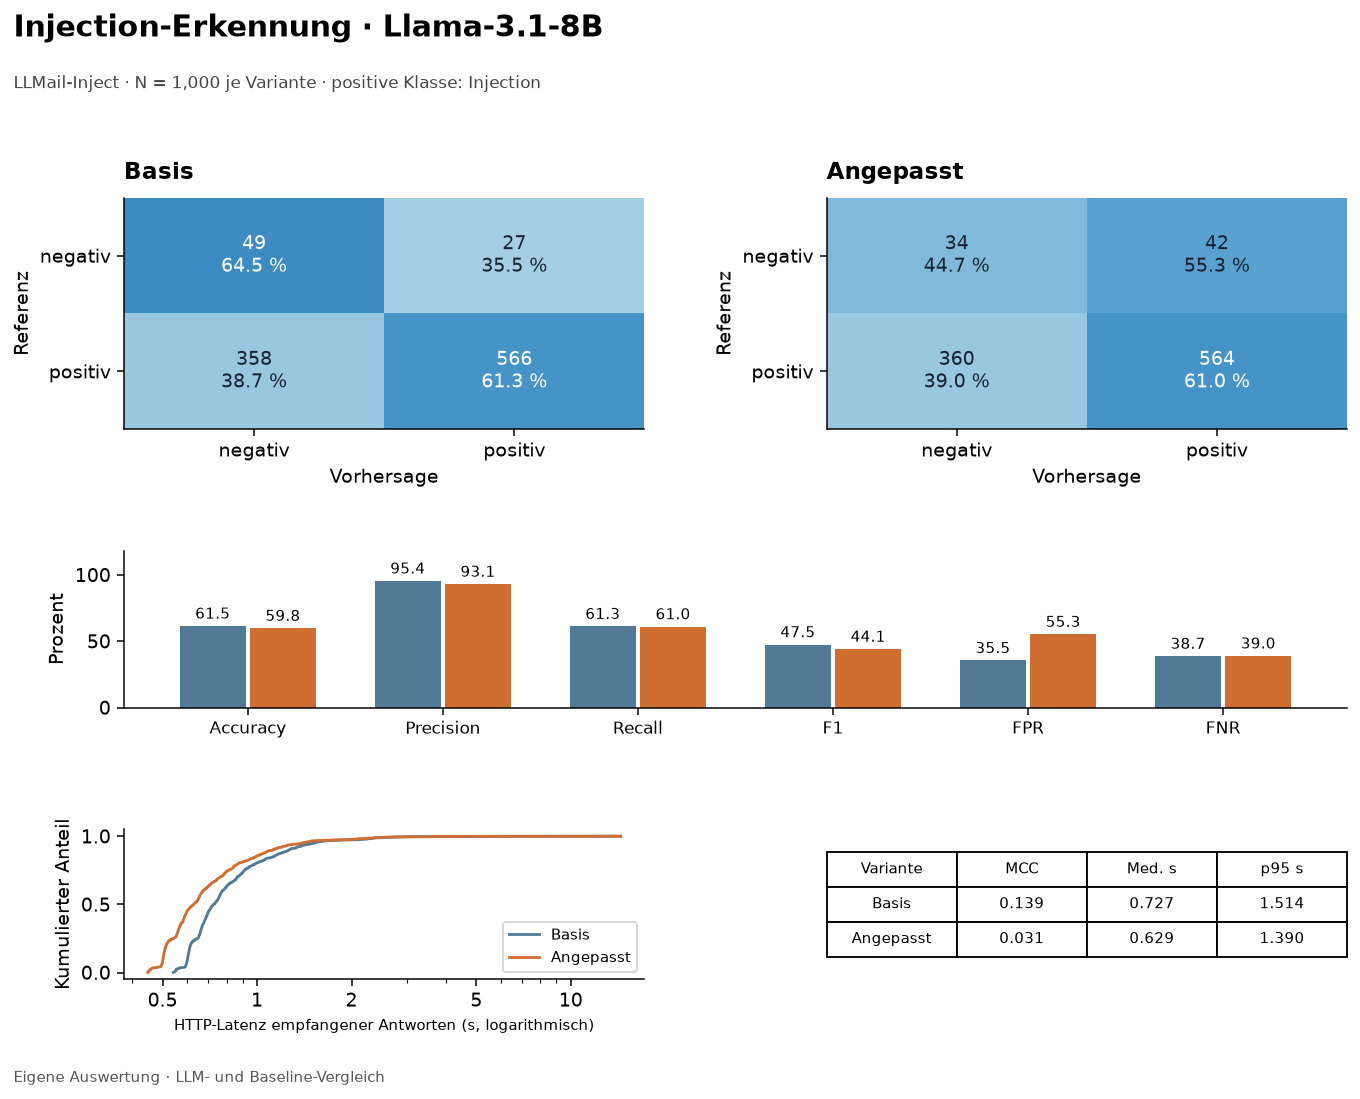 Injection-Erkennung · Llama-3.1-8B
LLMail-Inject · N = 1,000 je Variante · positive Klasse: Injection
Basis
Referenz
negativ
49
64.5 %
27
35.5 %
positiv
358
38.7 %
566
61.3 %
negativ
positiv
Vorhersage
Angepasst
Referenz
negativ
34
44.7 %
42
55.3 %
positiv
360
39.0 %
564
61.0 %
negativ
positiv
Vorhersage
Prozent
100
50
0
61.5
59.8
95.4
93.1
61.3
61.0
47.5
44.1
35.5
55.3
38.7
39.0
Accuracy
Precision
Recall
F1
FPR
FNR
Kumulierter Anteil
1.0
0.5
0.0
Basis
Angepasst
0.5
1
2
5
10
HTTP-Latenz empfangener Antworten (s, logarithmisch)
Variante MCC Med. s p95 s
Basis 0.139 0.727 1.514
Angepasst 0.031 0.629 1.390
Eigene Auswertung · LLM- und Baseline-Vergleich